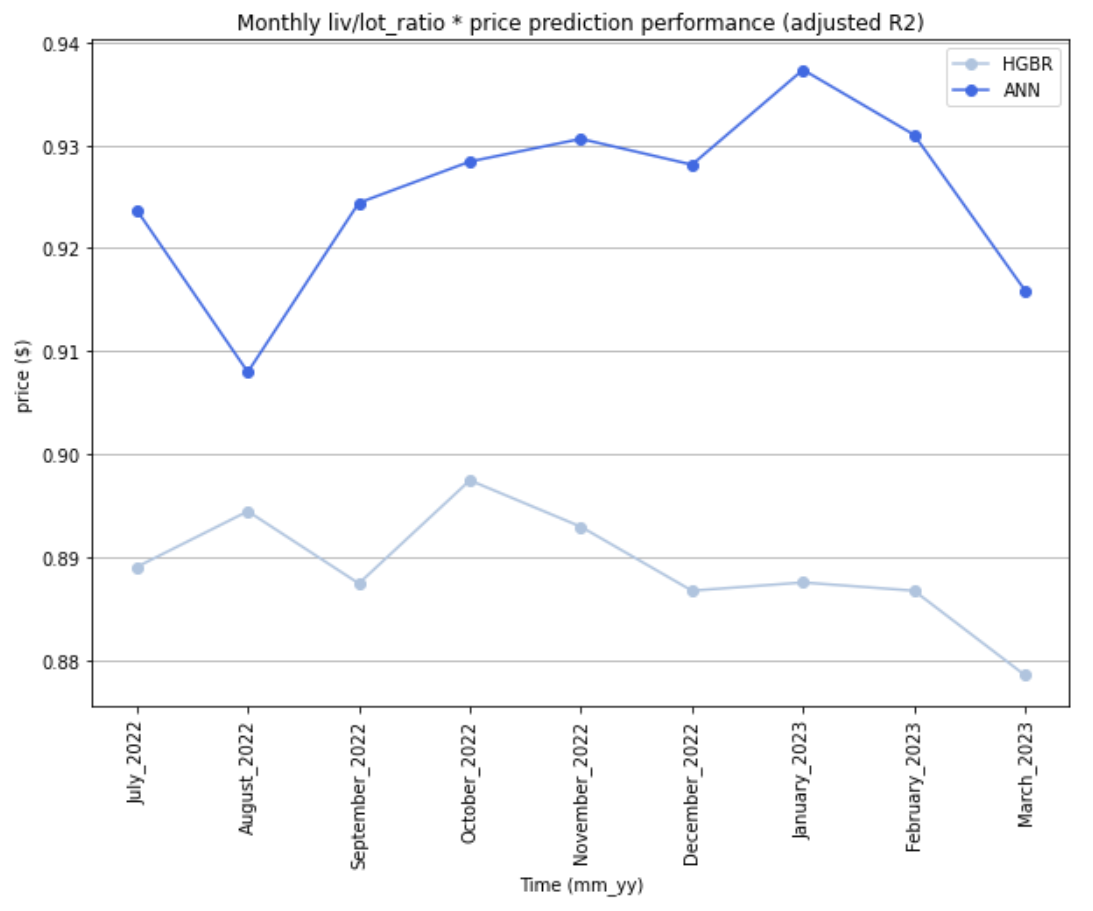 Monthly liv/lot_ratio * price prediction performance (adjusted R2)
HGBR
ANN
price ($)
0.94
0.93
0.92
0.91
0.90
0.89
0.88
July_2022
August_2022
September_2022
October_2022
November_2022
December_2022
January_2023
February_2023
March_2023
Time (mm_yy)